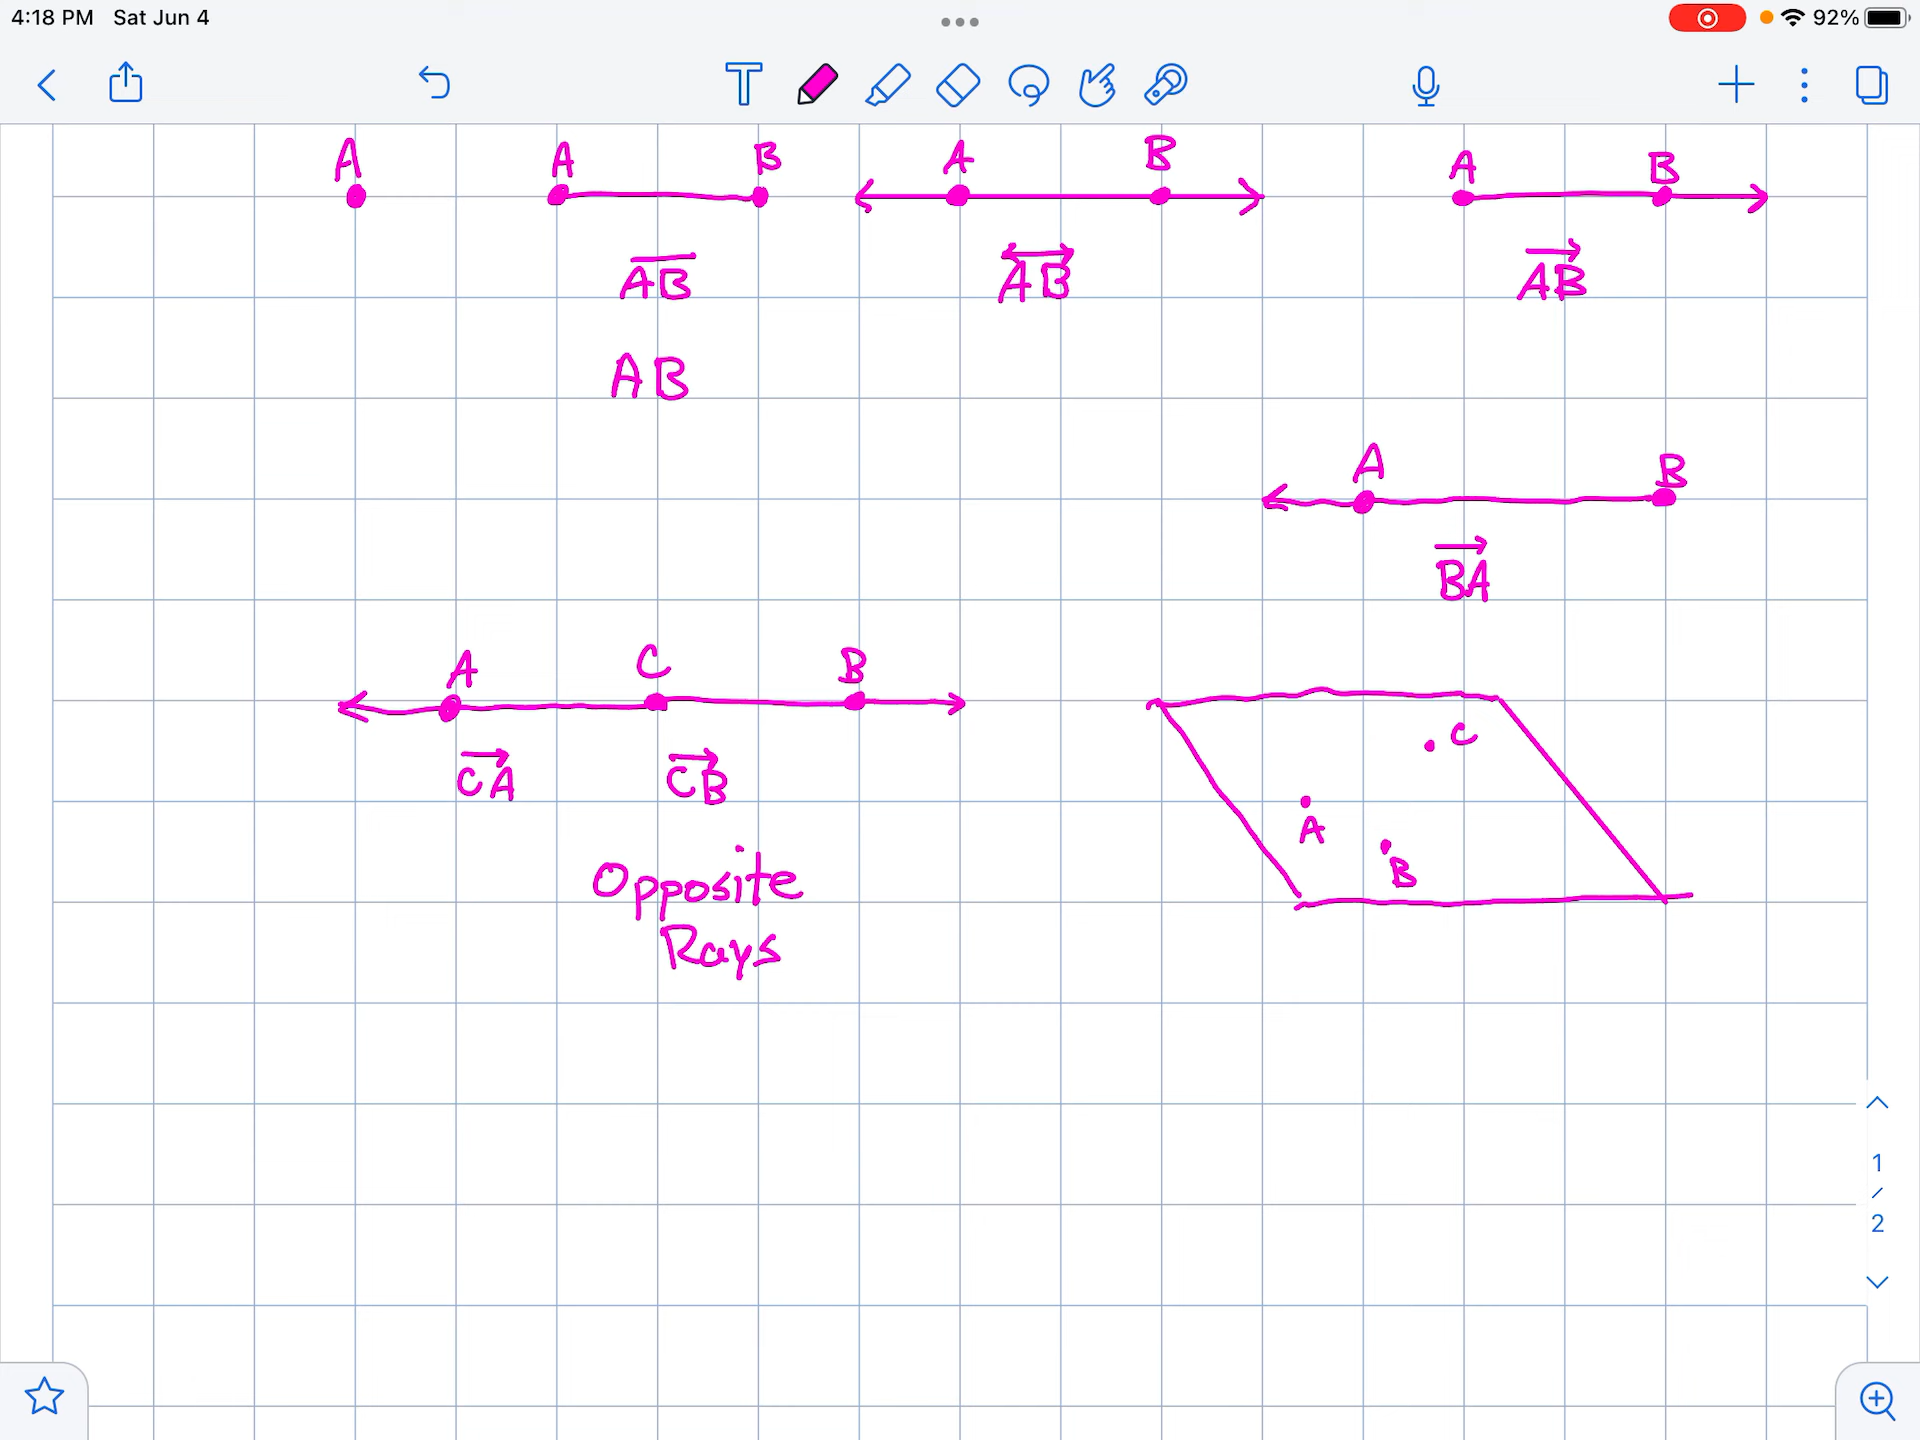 4:18 PM Sat Jun 4
92%
T
A A B A B A B
AB AB AB
AB
A B
BA
A C B
CA CB
C
A
B
Opposite
Rays
1
/
2